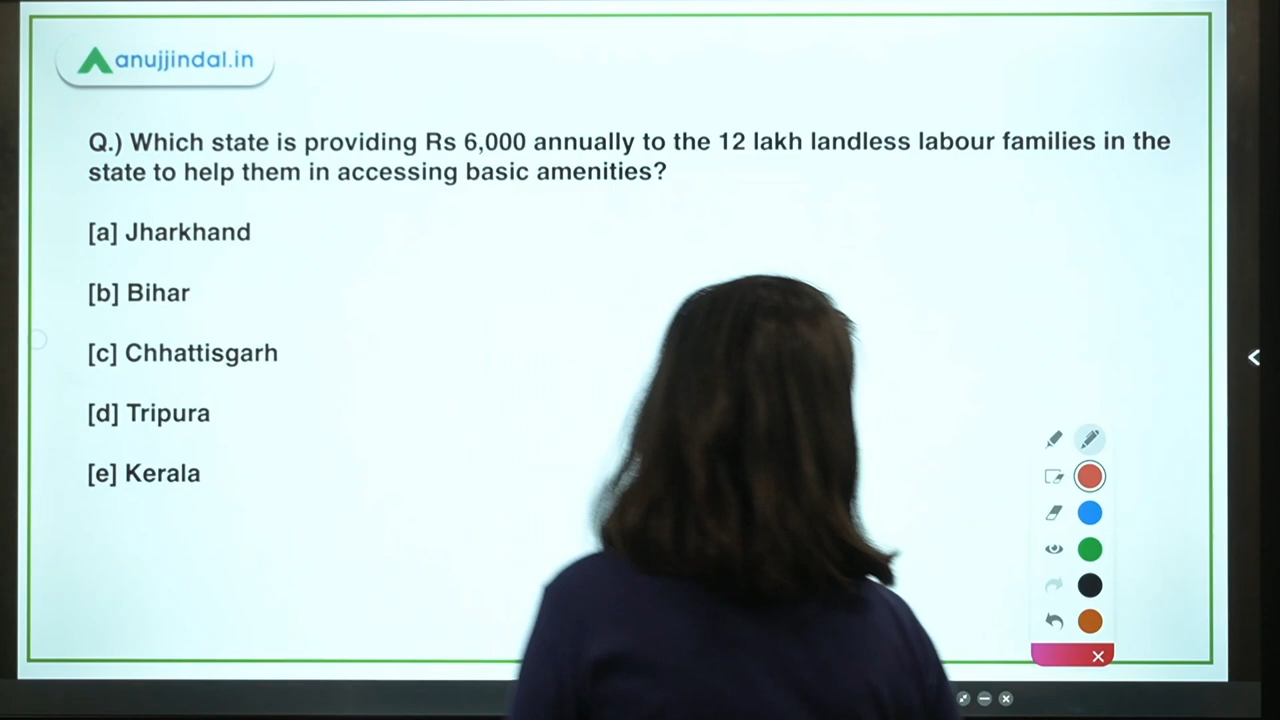 anujjindal.in
Q.) Which state is providing Rs 6,000 annually to the 12 lakh landless labour families in the
state to help them in accessing basic amenities?
[a] Jharkhand
[b] Bihar
[c] Chhattisgarh
[d] Tripura
[e] Kerala